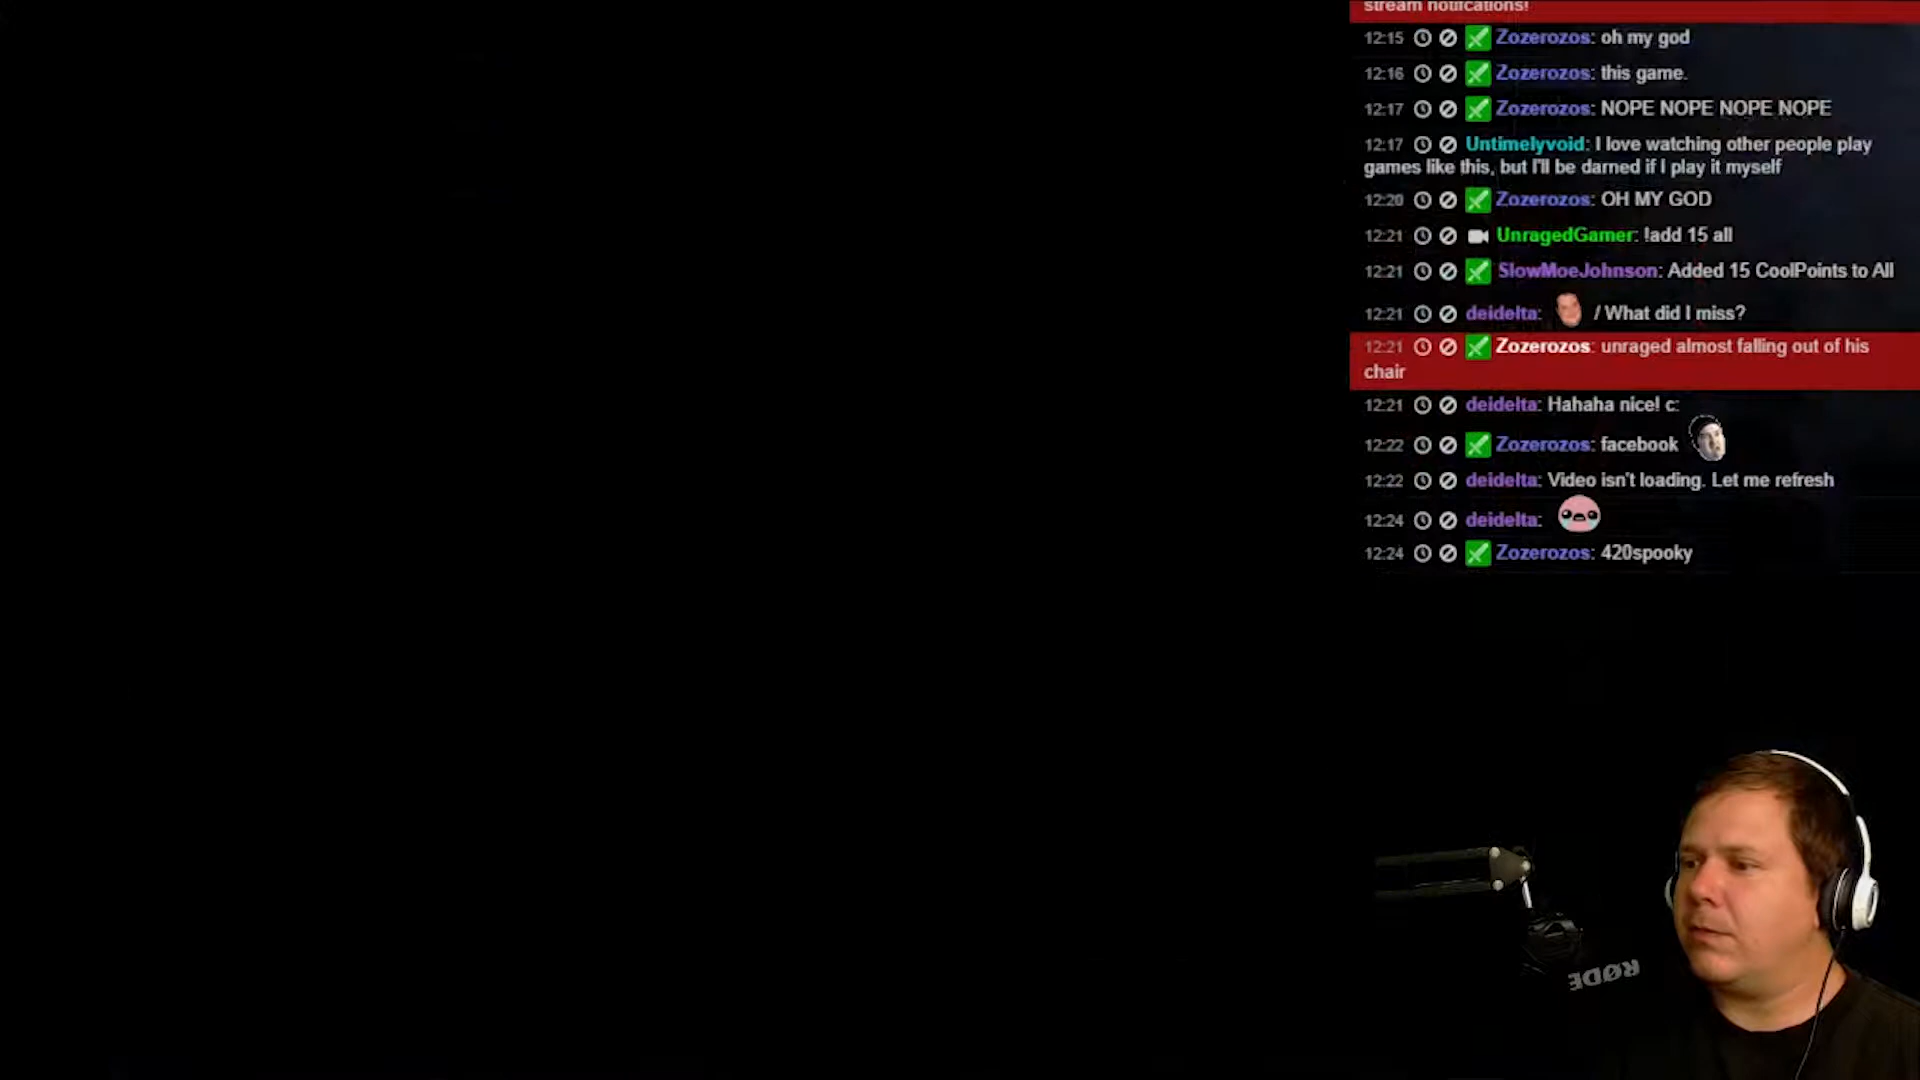 stream notifications!
12:15 Zozerozos: oh my god
12:16 Zozerozos: this game.
12:17 Zozerozos: NOPE NOPE NOPE NOPE
12:17 Untimelyvoid: I love watching other people play
games like this, but I'll be darned if I play it myself
12:20 Zozerozos: OH MY GOD
12:21 UnragedGamer: !add 15 all
12:21 SlowMoeJohnson: Added 15 CoolPoints to All
12:21 deidelta: / What did I miss?
12:21 Zozerozos: unraged almost falling out of his
chair
12:21 deidelta: Hahaha nice! c:
12:22 Zozerozos: facebook
12:22 deidelta: Video isn't loading. Let me refresh
12:24 deidelta:
12:24 Zozerozos: 420spooky
RØDE